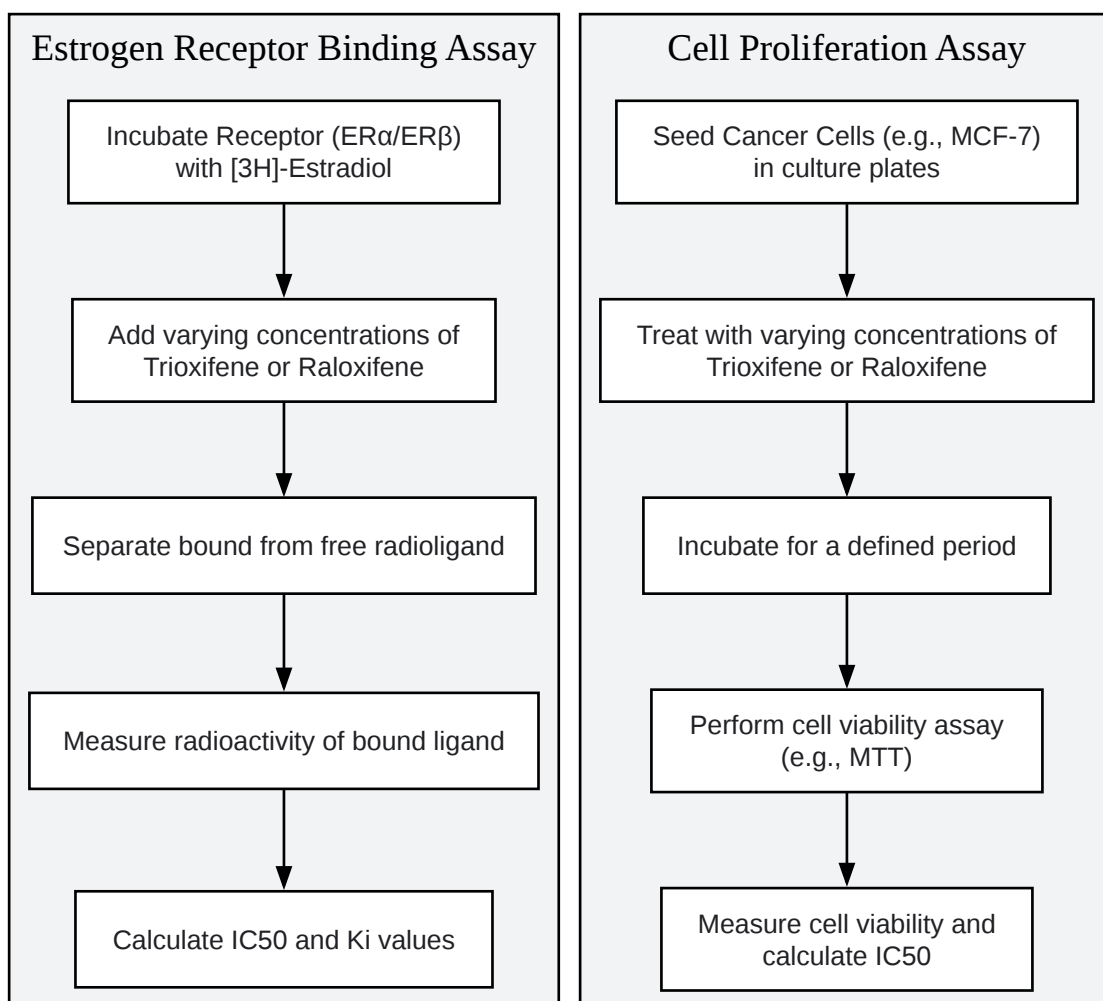 Estrogen Receptor Binding Assay
Incubate Receptor (ERα/ERβ)
with [3H]-Estradiol
Add varying concentrations of
Trioxifene or Raloxifene
Separate bound from free radioligand
Measure radioactivity of bound ligand
Calculate IC50 and Ki values
Cell Proliferation Assay
Seed Cancer Cells (e.g., MCF-7)
in culture plates
Treat with varying concentrations of
Trioxifene or Raloxifene
Incubate for a defined period
Perform cell viability assay
(e.g., MTT)
Measure cell viability and
calculate IC50